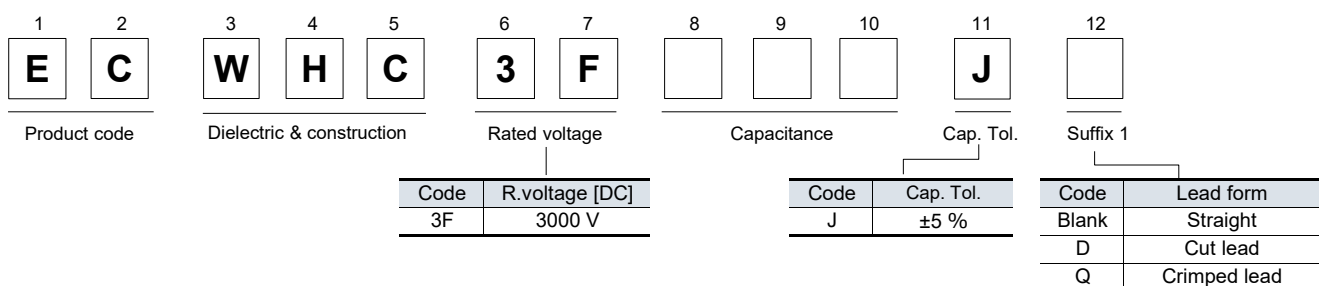 1 2 3 4 5 6 7 8 9 10 11 12
E C W H C 3 F J
Product code Dielectric & construction Rated voltage Capacitance Cap. Tol. Suffix 1
Code R.voltage [DC] Code Cap. Tol. Code Lead form
3F 3000 V J ±5 % Blank Straight
D Cut lead
Q Crimped lead